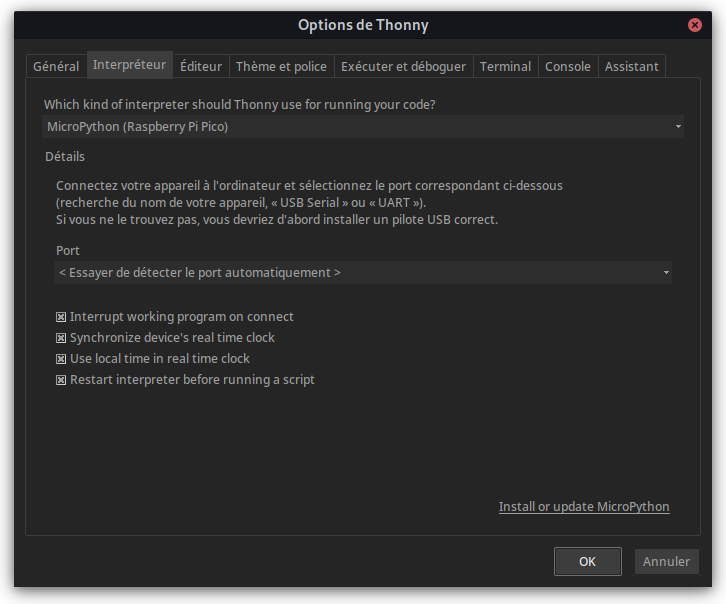 Options de Thonny
Général Interpréteur Éditeur Thème et police Exécuter et déboguer Terminal Console Assistant
Which kind of interpreter should Thonny use for running your code?
MicroPython (Raspberry Pi Pico)
Détails
Connectez votre appareil à l'ordinateur et sélectionnez le port correspondant ci-dessous
(recherche du nom de votre appareil, « USB Serial » ou « UART »).
Si vous ne le trouvez pas, vous devriez d'abord installer un pilote USB correct.
Port
< Essayer de détecter le port automatiquement >
Interrupt working program on connect
Synchronize device's real time clock
Use local time in real time clock
Restart interpreter before running a script
Install or update MicroPython
OK Annuler